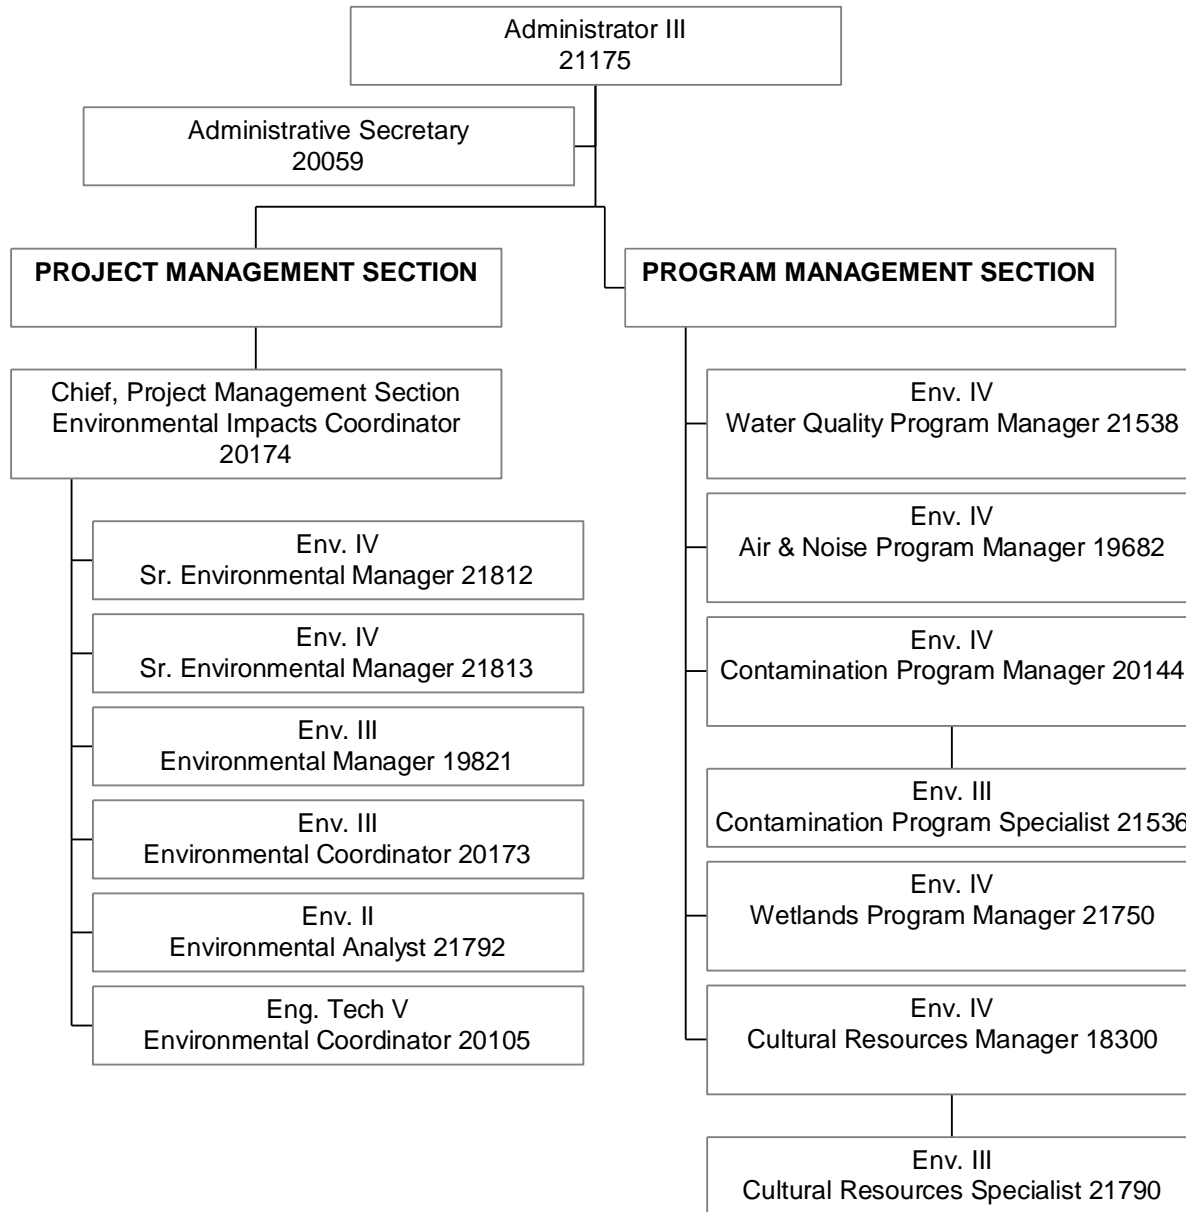 Administrator III
21175
Administrative Secretary
20059
PROJECT MANAGEMENT SECTION
Chief, Project Management Section
Environmental Impacts Coordinator
20174
Env. IV
Sr. Environmental Manager 21812
Env. IV
Sr. Environmental Manager 21813
Env. III
Environmental Manager 19821
Env. III
Environmental Coordinator 20173
Env. II
Environmental Analyst 21792
Eng. Tech V
Environmental Coordinator 20105
PROGRAM MANAGEMENT SECTION
Env. IV
Water Quality Program Manager 21538
Env. IV
Air & Noise Program Manager 19682
Env. IV
Contamination Program Manager 20144
Env. III
Contamination Program Specialist 21536
Env. IV
Wetlands Program Manager 21750
Env. IV
Cultural Resources Manager 18300
Env. III
Cultural Resources Specialist 21790